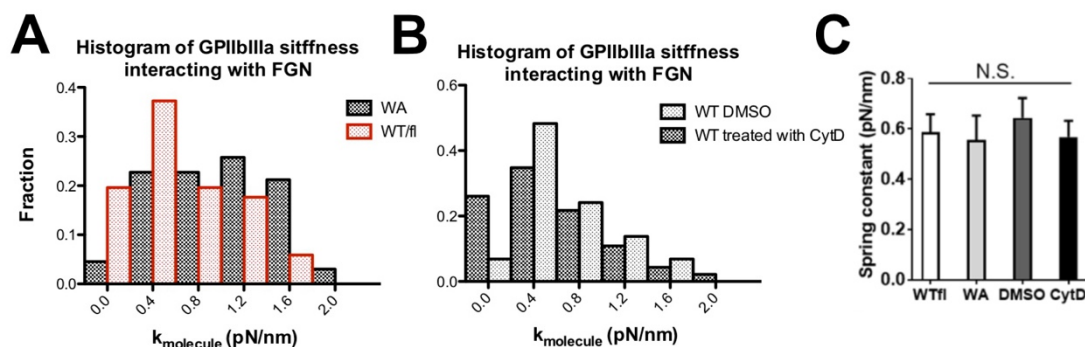 A
Histogram of GPIIbIIIa sitffness
interacting with FGN
0.4
0.3
0.2
0.1
0.0
Fraction
WA
WT/fl
0.0
0.4
0.8
1.2
1.6
2.0
kmolecule (pN/nm)
B
Histogram of GPIIbIIIa sitffness
interacting with FGN
0.6
0.4
0.2
0.0
WT DMSO
WT treated with CytD
0.0
0.4
0.8
1.2
1.6
2.0
kmolecule (pN/nm)
C
N.S.
Spring constant (pN/nm)
0.8
0.6
0.4
0.2
0.0
WTfl WA DMSO CytD